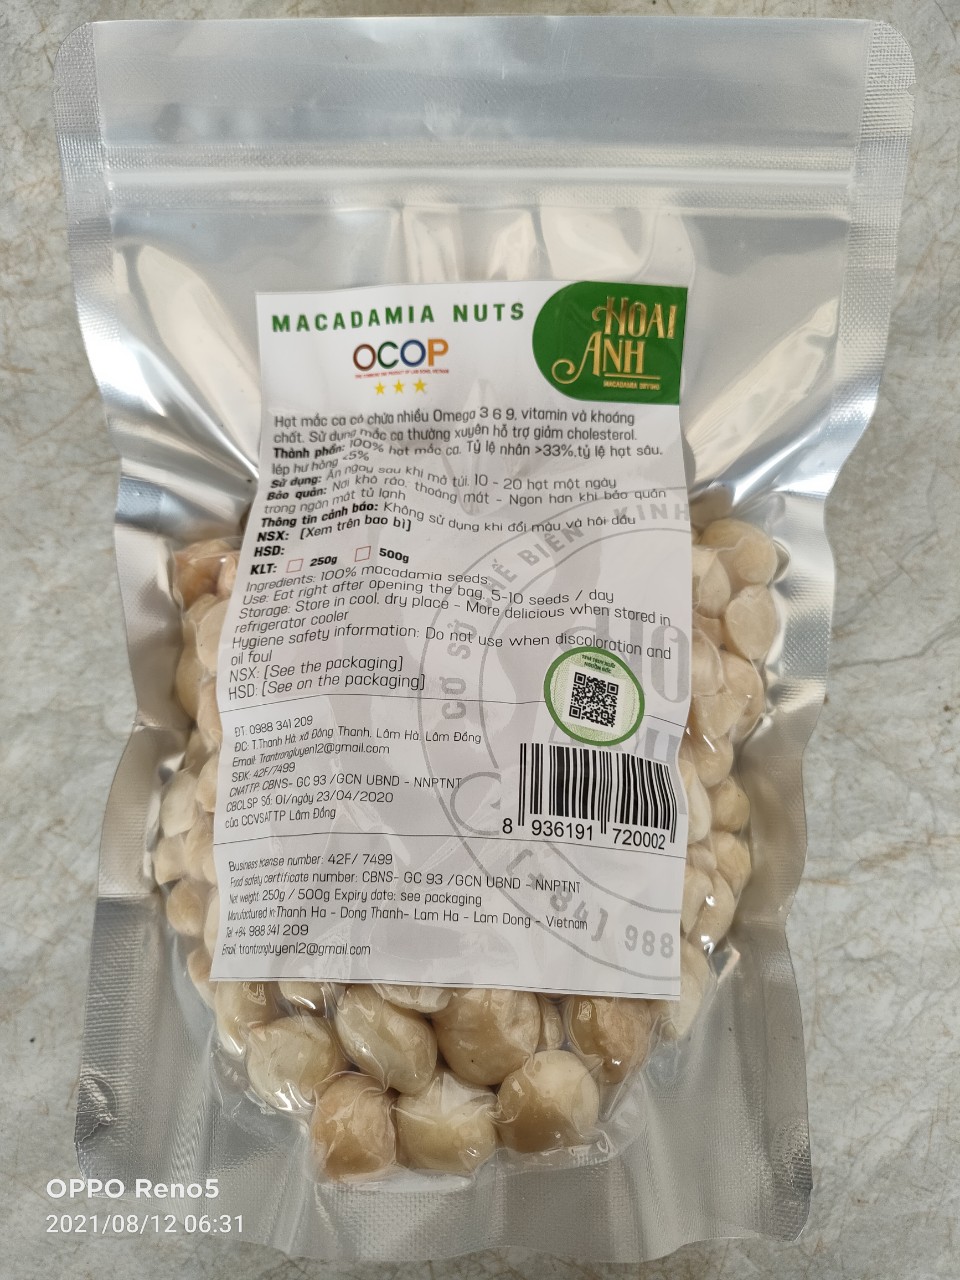 MACADAMIA NUTS
HOAI
ANH
MACADAMIA
OCOP
Hạt mắc ca có chứa nhiều Omega 3 6 9, vitamin và khoáng
chất. Sử dụng mắc ca thường xuyên hỗ trợ giảm cholesterol.
Thành phần: 100% hạt mắc ca. Tỷ lệ nhân >33%,tỷ lệ hạt sâu,
lép hư hỏng <5%
Sử dụng: Ăn ngay sau khi mở túi. 10 - 20 hạt một ngày
Bảo quản: Nơi khô ráo, thoáng mát - Ngon hơn khi bảo quản
trong ngăn mát tủ lạnh
Thông tin cảnh báo: Không sử dụng khi đổi màu và hôi dầu
NSX: [Xem trên bao bì]
HSD:
KLT: 250g 500g
Ingredients: 100% macadamia seeds
Use: Eat right after opening the bag, 5-10 seeds / day
Storage: Store in cool, dry place - More delicious when stored in
refrigerator cooler
Hygiene safety information: Do not use when discoloration and
oil foul
NSX: [See the packaging]
HSD: [See on the packaging]
CƠ SỞ CHẾ BIẾN KINH
TRUY XUẤT
NGUỒN GỐC
ĐT: 0988 341 209
ĐC: T.Thanh Hà, xã Đông Thanh, Lâm Hà, Lâm Đồng
Email: Trantrongluyen12@gmail.com
SĐK: 42F/7499
CNATTP CBNS- GC 93 /GCN UBND - NNPTNT
CBCLSP Số: 01/ngày 23/04/2020
của CCVSATTP Lâm Đồng
8 936191 720002
Business license number: 42F/ 7499
Food safety certificate number: CBNS- GC 93 /GCN UBND - NNPTNT
Net weight: 250g / 500g Expiry date: see packaging
Manufactured in:Thanh Ha - Dong Thanh- Lam Ha - Lam Dong - Vietnam
Tel: +84 988 341 209
Email: trantrongluyen12@gmail.com
[+84] 988
OPPO Reno5
2021/08/12 06:31